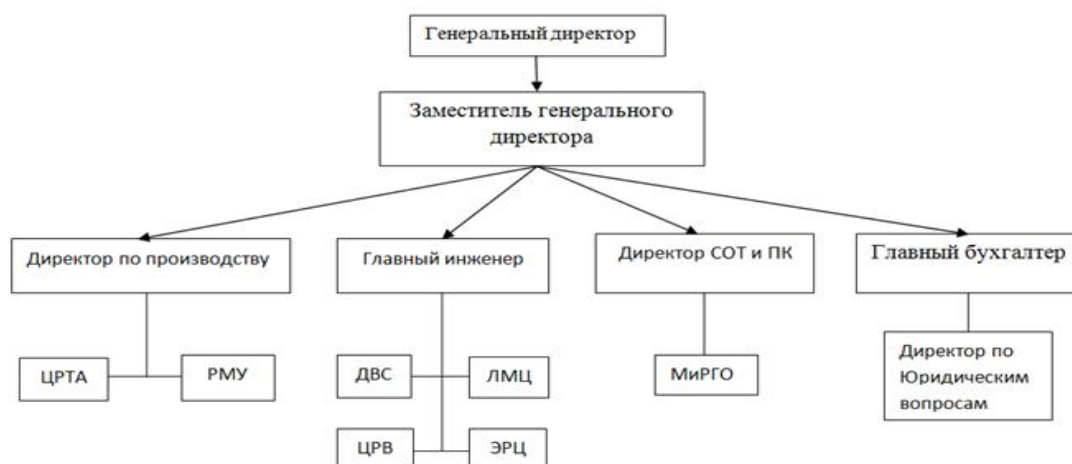 Генеральный директор
Заместитель генерального
директора
Директор по производству
Главный инженер
Директор СОТ и ПК
Главный бухгалтер
ЦРТА
РМУ
ДВС
ЛМЦ
МиРГО
Директор по
Юридическим
вопросам
ЦРВ
ЭРЦ